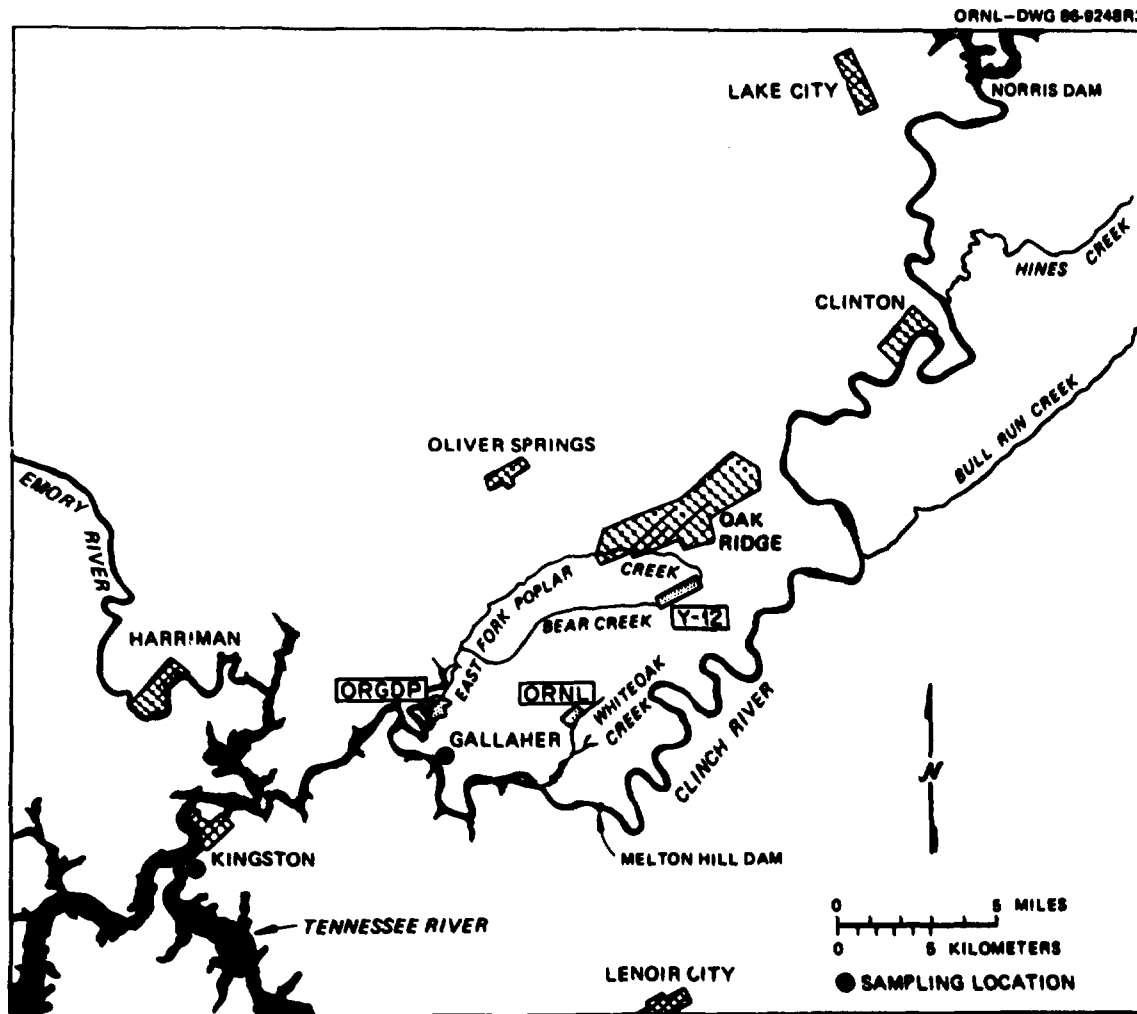 ORNL-DWG 86-9248R
LAKE CITY
NORRIS DAM
HINES CREEK
CLINTON
BULL RUN CREEK
OLIVER SPRINGS
EMORY RIVER
OAK
RIDGE
EAST FORK POPLAR CREEK
BEAR CREEK
Y-12
HARRIMAN
ORGDP
ORNL
WHITEOAK
CREEK
GALLAHER
CLINCH RIVER
N
KINGSTON
MELTON HILL DAM
TENNESSEE RIVER
0 5 MILES
0 5 KILOMETERS
SAMPLING LOCATION
LENOIR CITY